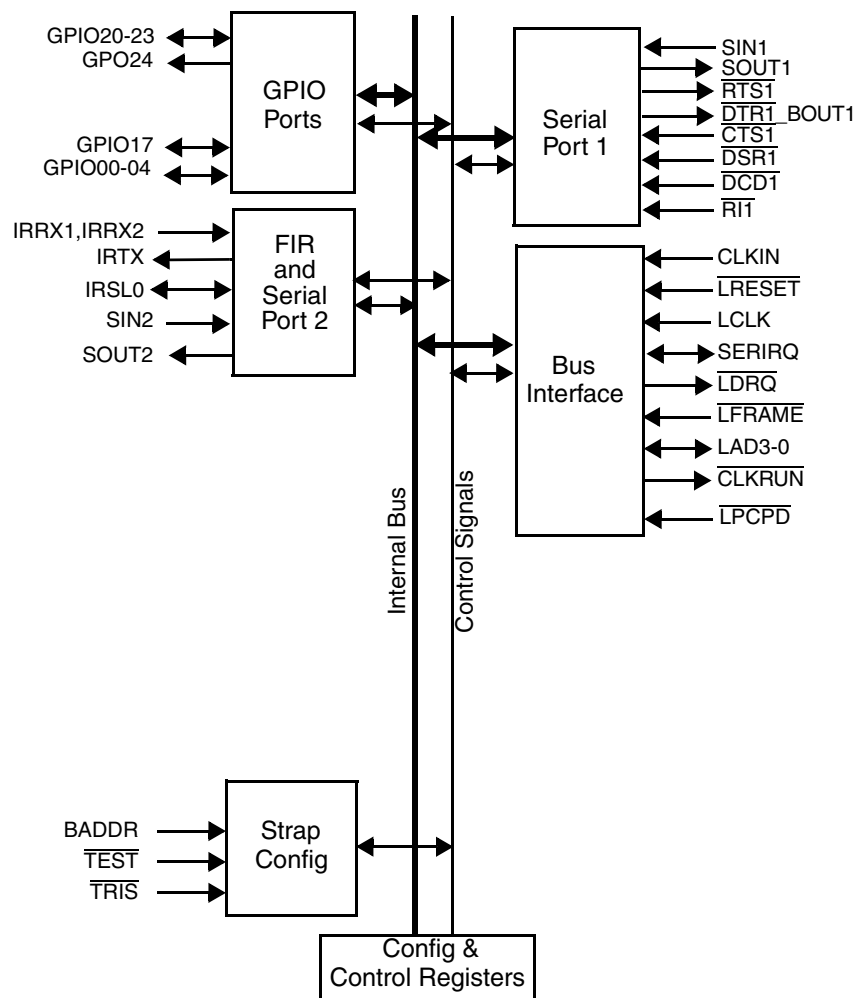 GPIO20-23
GPO24
GPIO17
GPIO00-04
GPIO
Ports
SIN1
SOUT1
RTS1
DTR1_BOUT1
CTS1
DSR1
DCD1
RI1
Serial
Port 1
IRRX1,IRRX2
IRTX
IRSL0
SIN2
SOUT2
FIR
and
Serial
Port 2
CLKIN
LRESET
LCLK
SERIRQ
LDRQ
LFRAME
LAD3-0
CLKRUN
LPCPD
Bus
Interface
Internal Bus
Control Signals
BADDR
TEST
TRIS
Strap
Config
Config &
Control Registers